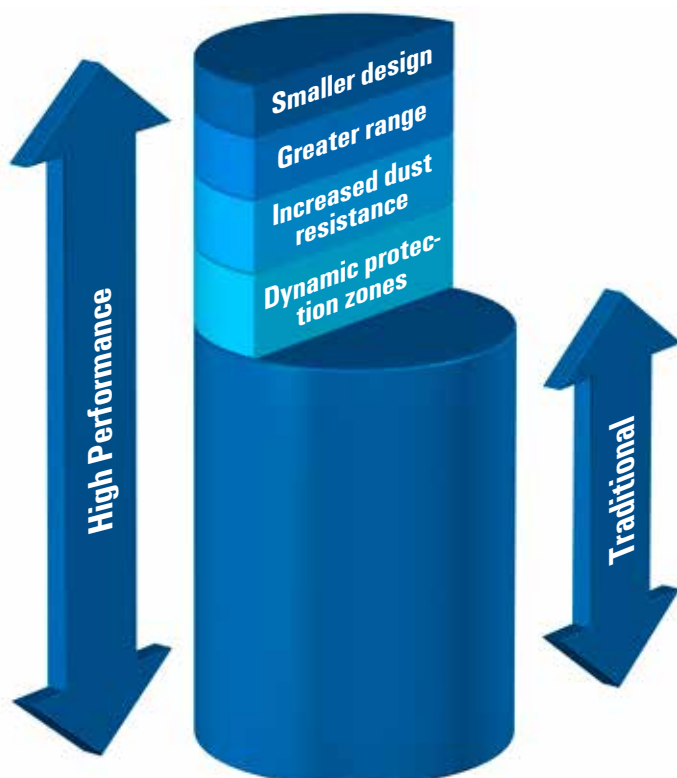 Smaller design
Greater range
Increased dust
resistance
Dynamic protec-
tion zones
High Performance
Traditional